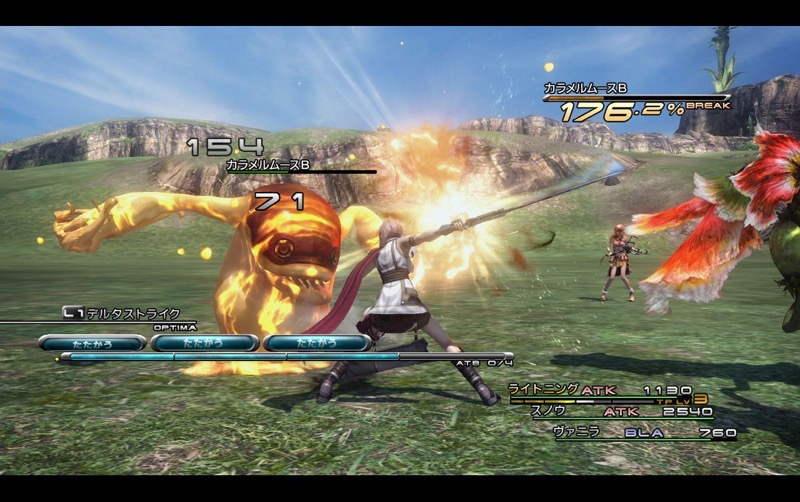 カラメルムースB
176.2% BREAK
154
カラメルムースB
71
L1 デルタストライク
OPTIMA
たたかう たたかう たたかう
ATB 0/4
ライトニング ATK 1130
TP Lv 3
スノウ ATK 2540
ヴァニラ BLA 760